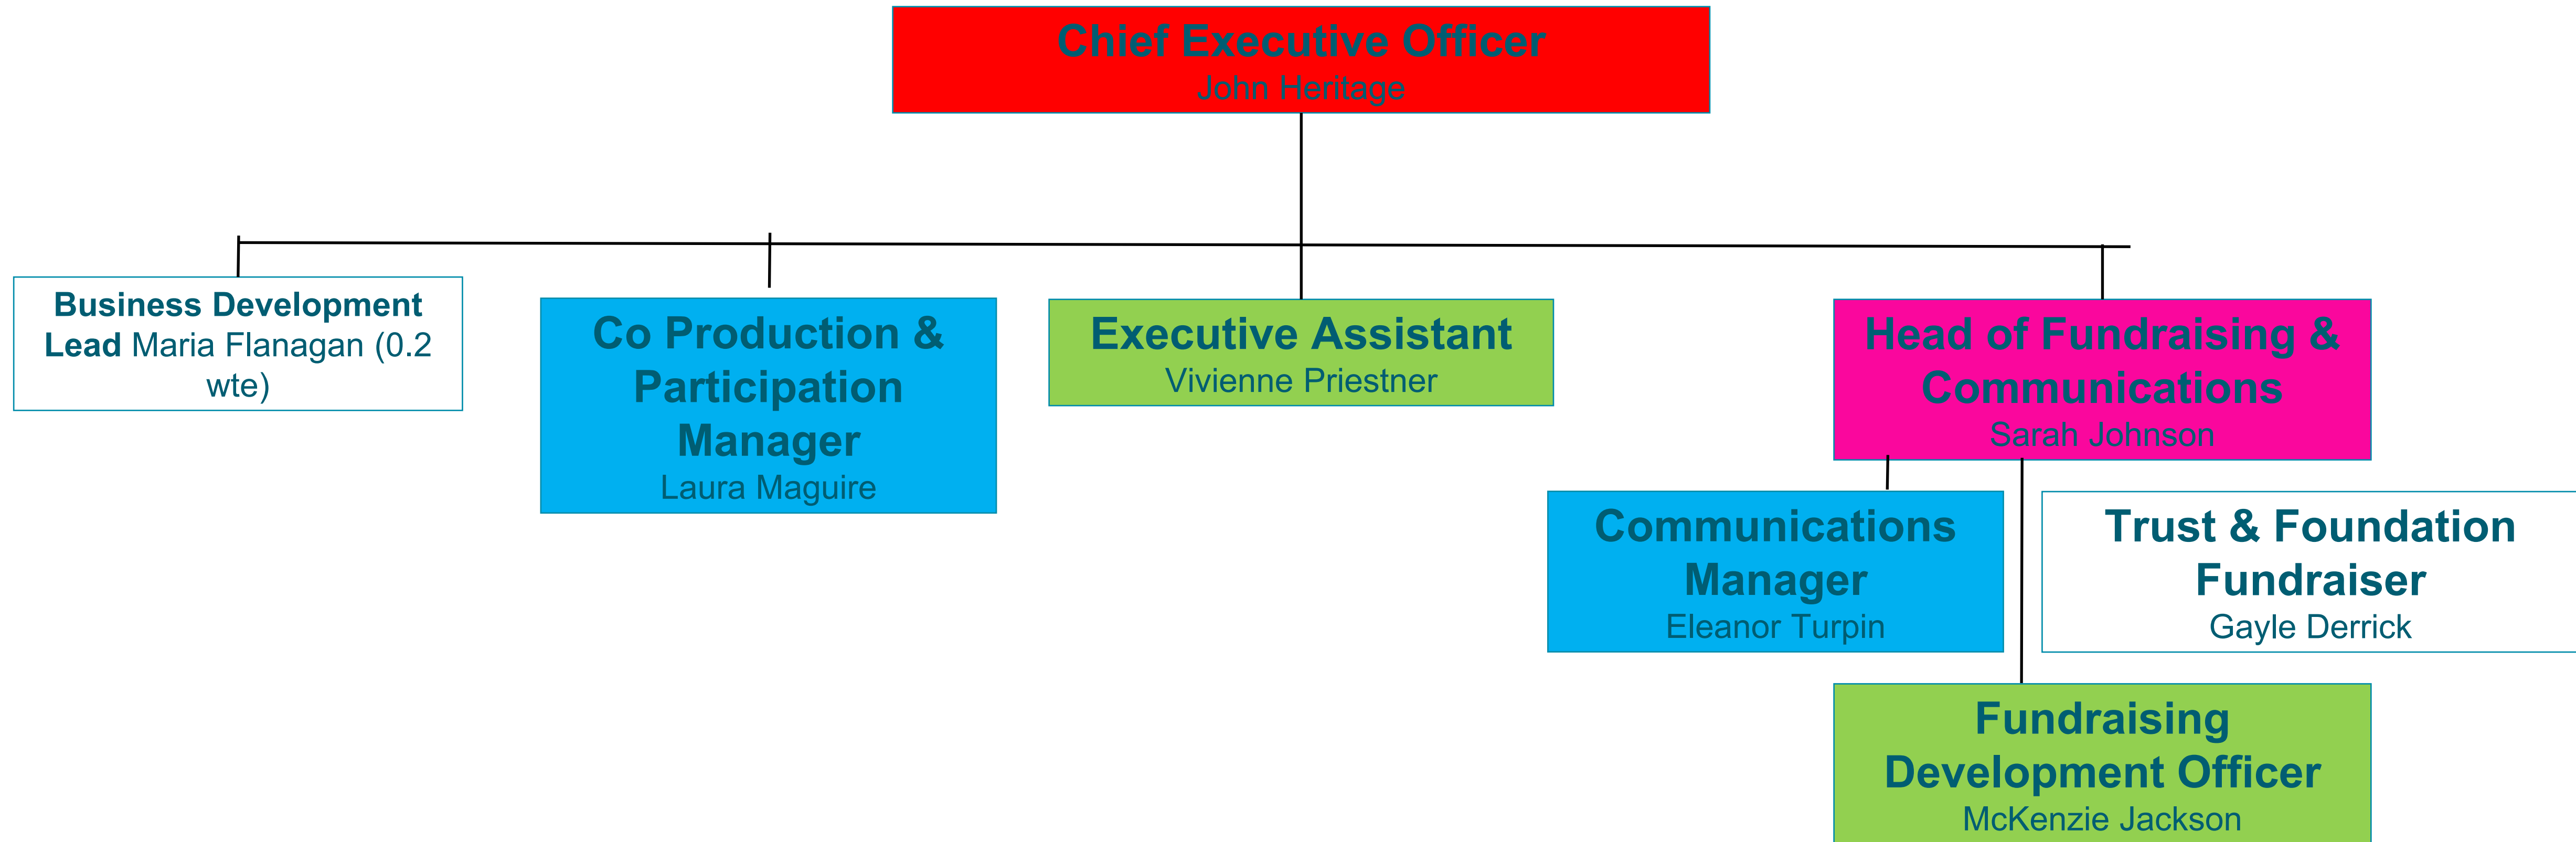 Chief Executive Officer
John Heritage
Business Development
Lead Maria Flanagan (0.2
wte)
Co Production &
Participation
Manager
Laura Maguire
Executive Assistant
Vivienne Priestner
Head of Fundraising &
Communications
Sarah Johnson
Communications
Manager
Eleanor Turpin
Trust & Foundation
Fundraiser
Gayle Derrick
Fundraising
Development Officer
McKenzie Jackson